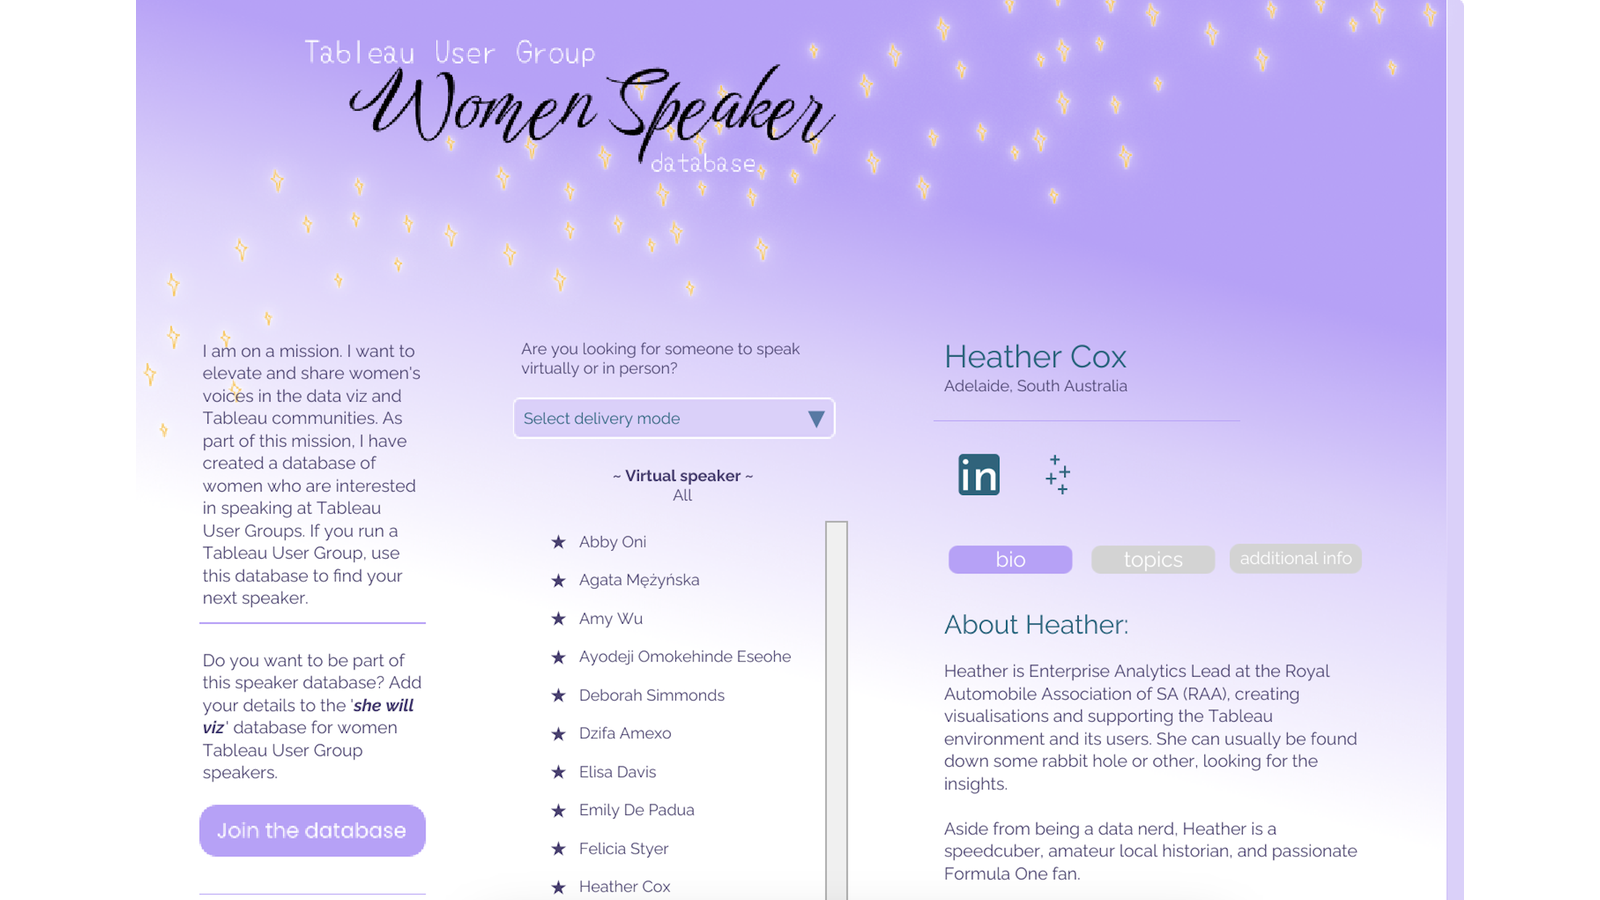 Tableau User Group
Women Speaker
database
I am on a mission. I want to
elevate and share women's
voices in the data viz and
Tableau communities. As
part of this mission, I have
created a database of
women who are interested
in speaking at Tableau
User Groups. If you run a
Tableau User Group, use
this database to find your
next speaker.
Do you want to be part of
this speaker database? Add
your details to the 'she will
viz' database for women
Tableau User Group
speakers.
Join the database
Are you looking for someone to speak
virtually or in person?
Select delivery mode
~ Virtual speaker ~
All
★ Abby Oni
★ Agata Mężyńska
★ Amy Wu
★ Ayodeji Omokehinde Eseohe
★ Deborah Simmonds
★ Dzifa Amexo
★ Elisa Davis
★ Emily De Padua
★ Felicia Styer
★ Heather Cox
Heather Cox
Adelaide, South Australia
in
bio
topics
additional info
About Heather:
Heather is Enterprise Analytics Lead at the Royal
Automobile Association of SA (RAA), creating
visualisations and supporting the Tableau
environment and its users. She can usually be found
down some rabbit hole or other, looking for the
insights.
Aside from being a data nerd, Heather is a
speedcuber, amateur local historian, and passionate
Formula One fan.